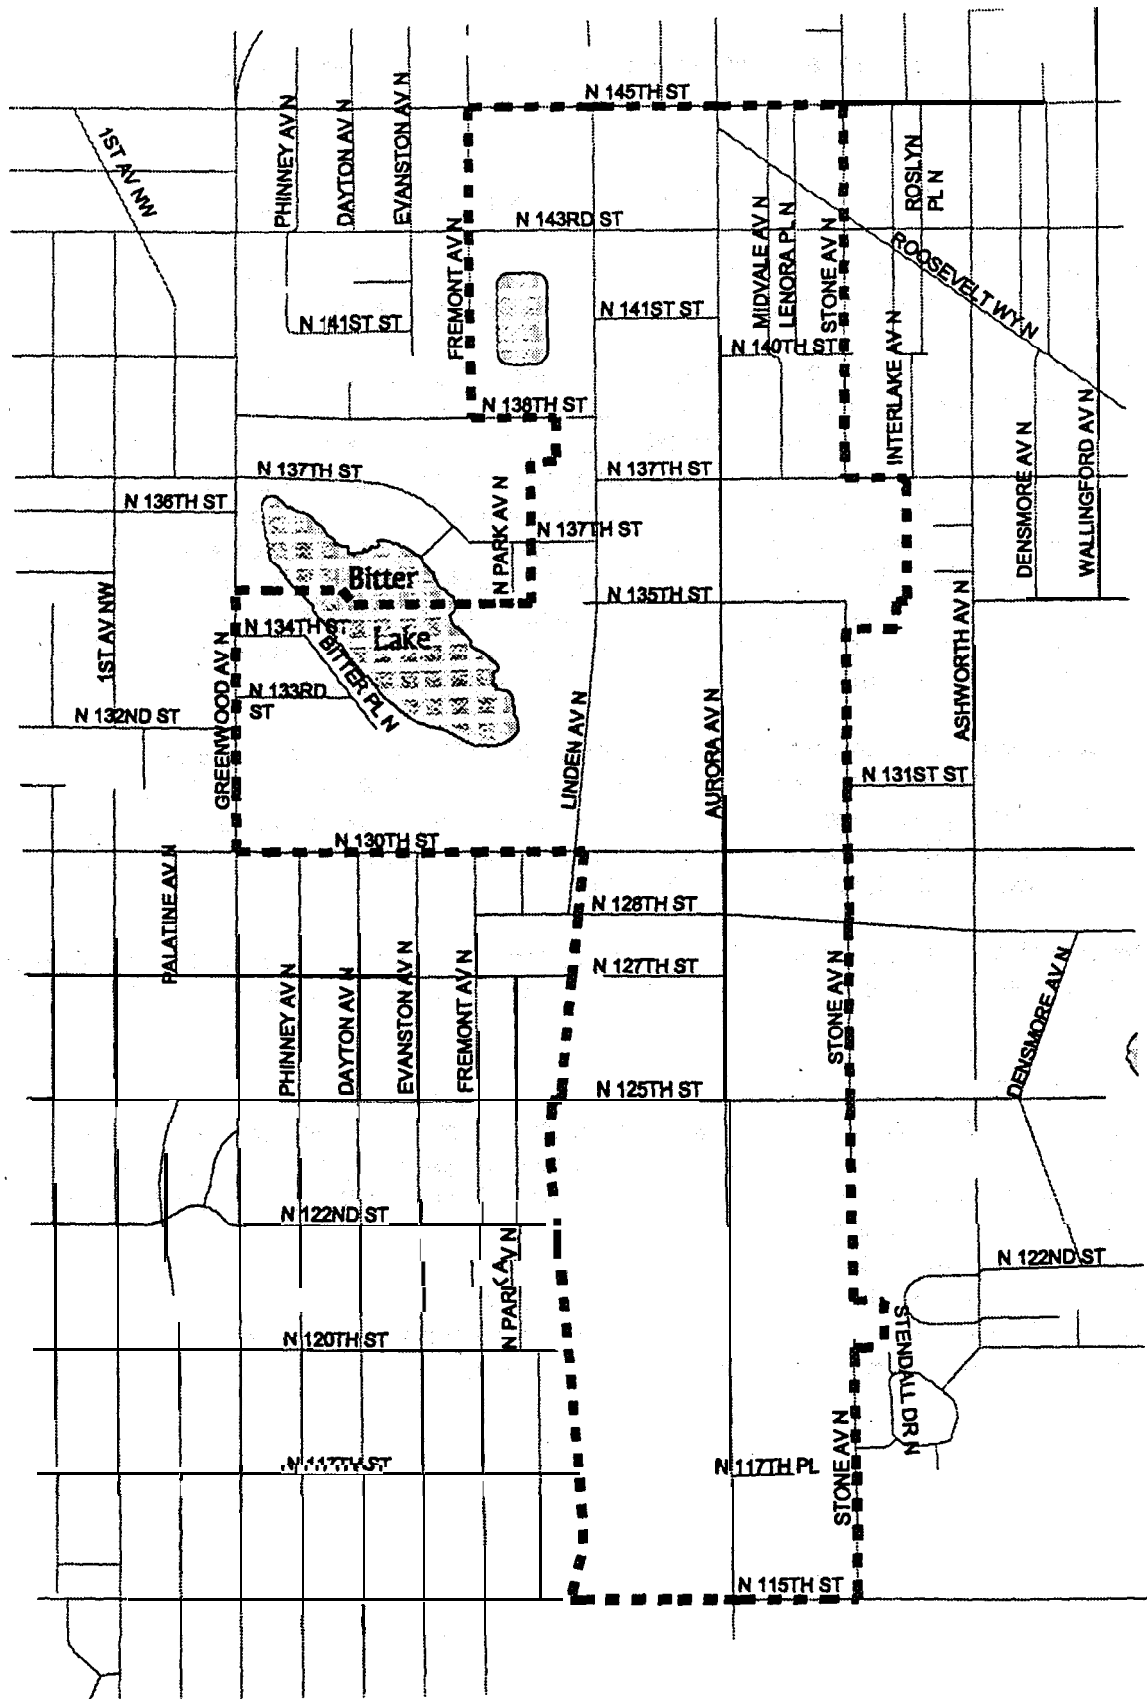 N 145TH ST
1ST AV NW
PHINNEY AV N
DAYTON AV N
EVANSTON AV N
FREMONT AV N
N 143RD ST
MIDVALE AV N
LENORA PL N
STONE AV N
ROSLYN
PL N
ROOSEVELT WY N
N 141ST ST
N 141ST ST
N 140TH ST
INTERLAKE AV N
N 138TH ST
DENSMORE AV N
WALLINGFORD AV N
N 137TH ST
N 137TH ST
N 136TH ST
N PARK AV N
N 137TH ST
Bitter
Lake
N 135TH ST
1ST AV NW
GREENWOOD AV N
N 134TH ST
BITTER PL N
N 133RD
ST
N 132ND ST
LINDEN AV N
AURORA AV N
ASHWORTH AV N
N 131ST ST
N 130TH ST
PALATINE AV N
N 128TH ST
N 127TH ST
PHINNEY AV N
DAYTON AV N
EVANSTON AV N
FREMONT AV N
STONE AV N
DENSMORE AV N
N 125TH ST
N 122ND ST
N PARK AV N
N 122ND ST
N 120TH ST
STENDALL DR N
N 117TH ST
N 117TH PL
STONE AV N
N 115TH ST